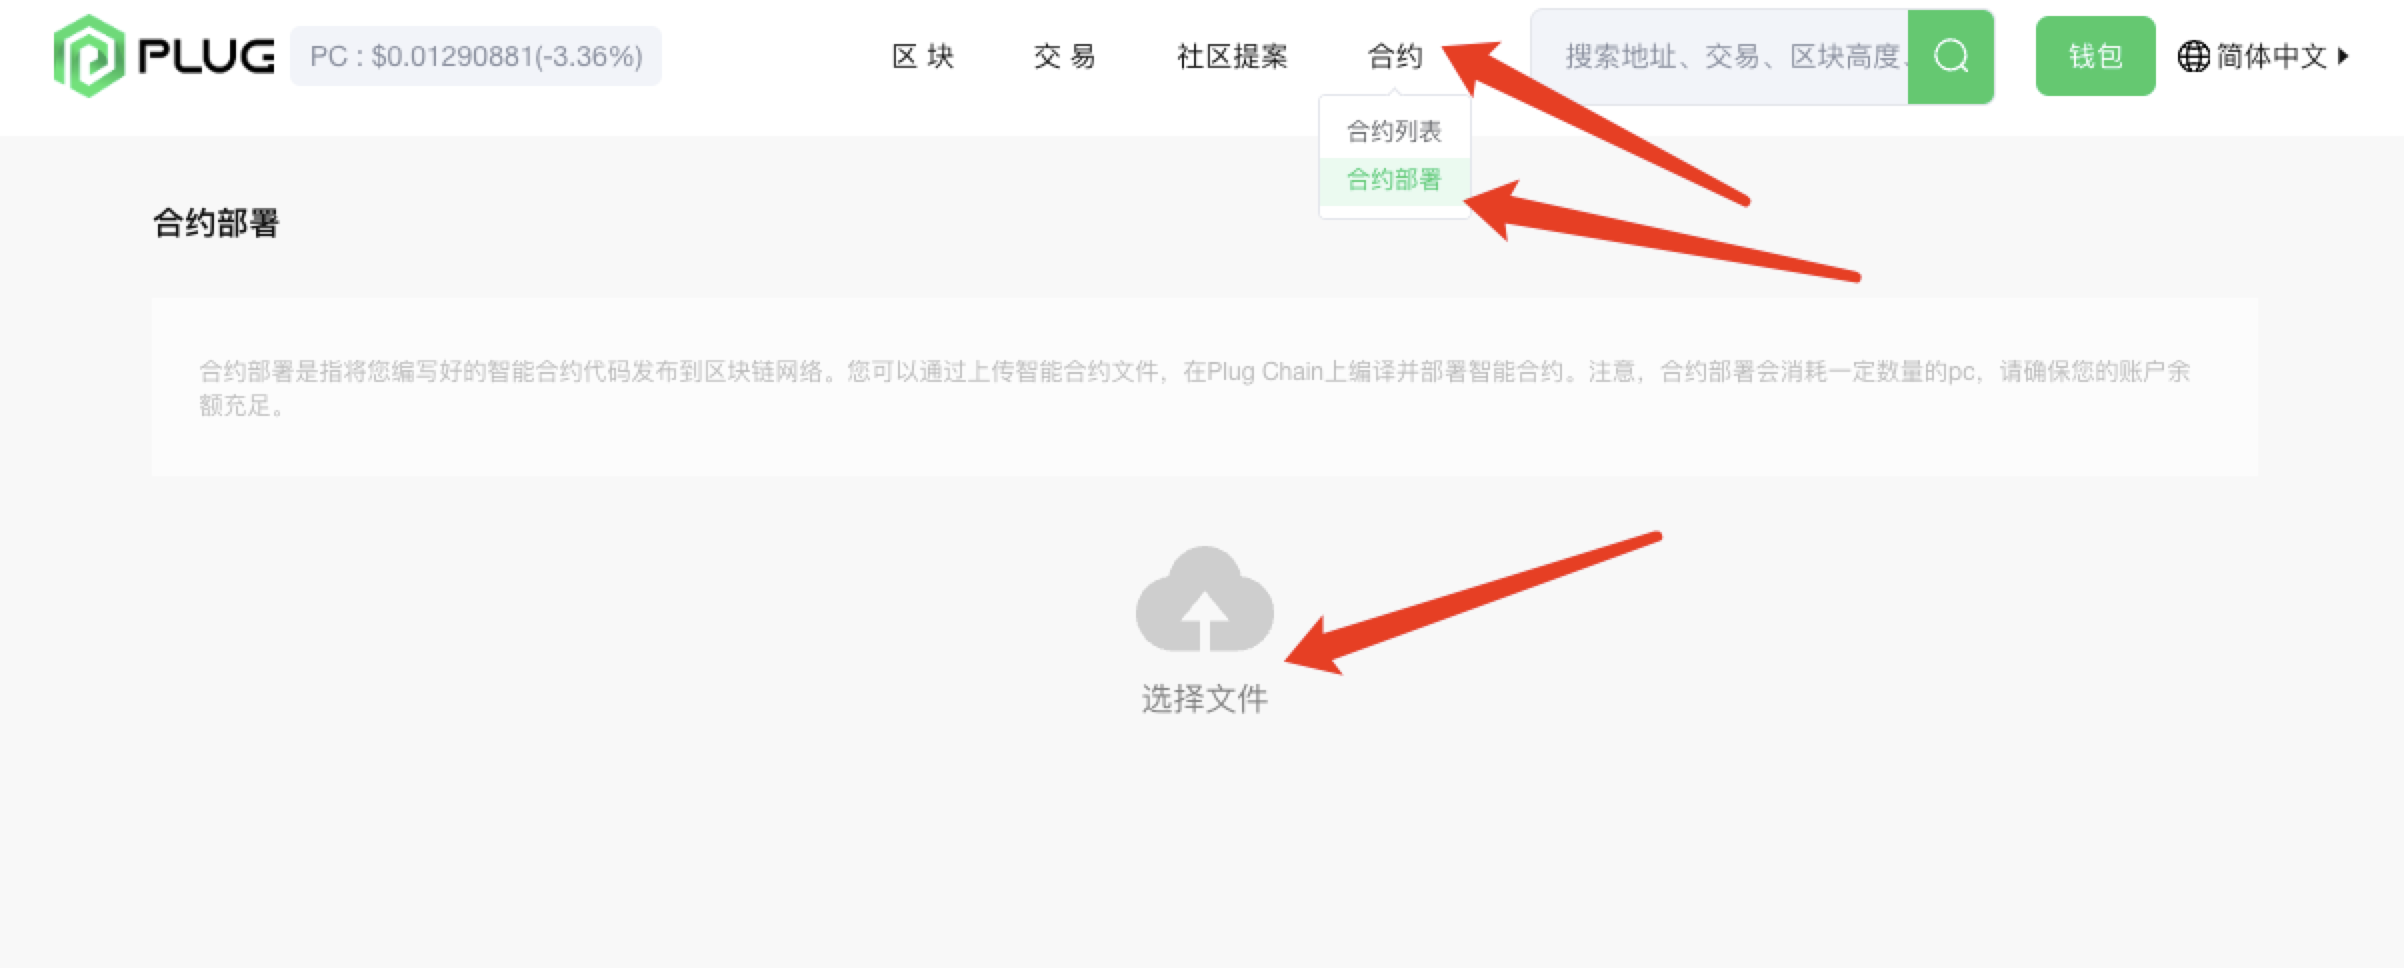 PLUG
PC : $0.01290881(-3.36%)
区 块
交 易
社区提案
合约
搜索地址、交易、区块高度、
钱包
简体中文
合约列表
合约部署
合约部署
合约部署是指将您编写好的智能合约代码发布到区块链网络。您可以通过上传智能合约文件，在Plug Chain上编译并部署智能合约。注意，合约部署会消耗一定数量的pc，请确保您的账户余
额充足。
选择文件